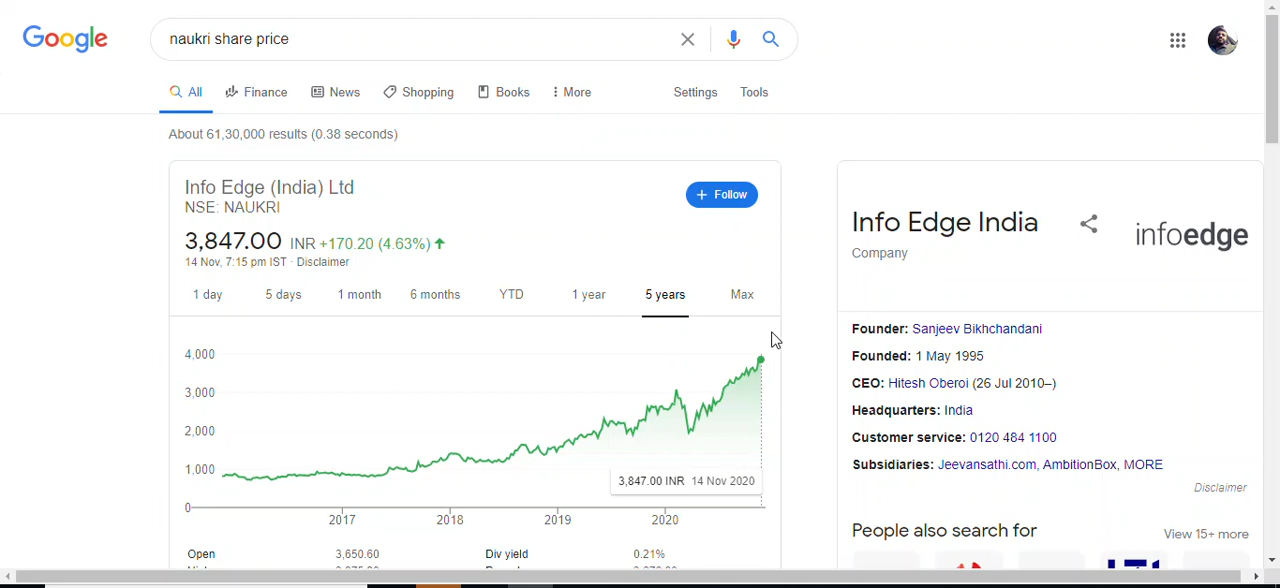 Google
naukri share price
All Finance News Shopping Books More Settings Tools
About 61,30,000 results (0.38 seconds)
Info Edge (India) Ltd
NSE: NAUKRI
+ Follow
3,847.00 INR +170.20 (4.63%)
14 Nov, 7:15 pm IST · Disclaimer
1 day 5 days 1 month 6 months YTD 1 year 5 years Max
4,000
3,000
2,000
1,000
0
3,847.00 INR 14 Nov 2020
2017 2018 2019 2020
Open 3,650.60 Div yield 0.21%
Info Edge India
Company
infoedge
Founder: Sanjeev Bikhchandani
Founded: 1 May 1995
CEO: Hitesh Oberoi (26 Jul 2010–)
Headquarters: India
Customer service: 0120 484 1100
Subsidiaries: Jeevansathi.com, AmbitionBox, MORE
Disclaimer
People also search for View 15+ more